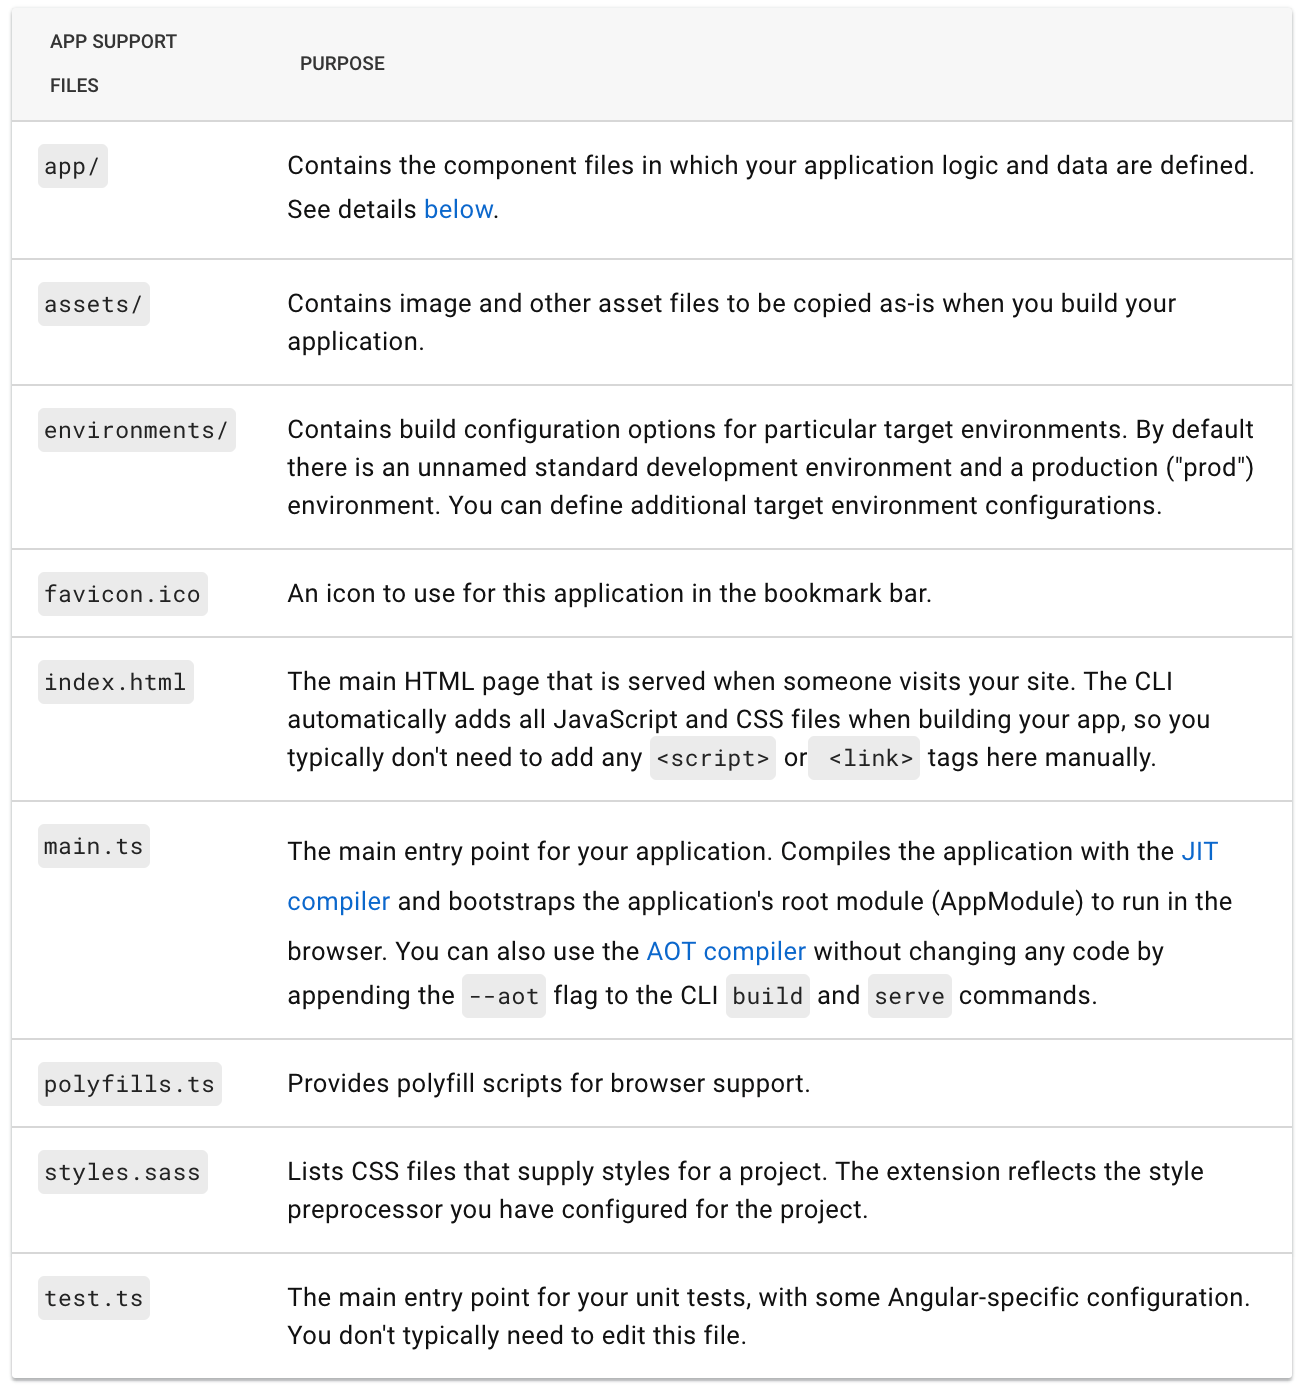 APP SUPPORT
FILES
PURPOSE
app/
Contains the component files in which your application logic and data are defined.
See details below.
assets/
Contains image and other asset files to be copied as-is when you build your
application.
environments/
Contains build configuration options for particular target environments. By default
there is an unnamed standard development environment and a production ("prod")
environment. You can define additional target environment configurations.
favicon.ico
An icon to use for this application in the bookmark bar.
index.html
The main HTML page that is served when someone visits your site. The CLI
automatically adds all JavaScript and CSS files when building your app, so you
typically don't need to add any <script> or <link> tags here manually.
main.ts
The main entry point for your application. Compiles the application with the JIT
compiler and bootstraps the application's root module (AppModule) to run in the
browser. You can also use the AOT compiler without changing any code by
appending the --aot flag to the CLI build and serve commands.
polyfills.ts
Provides polyfill scripts for browser support.
styles.sass
Lists CSS files that supply styles for a project. The extension reflects the style
preprocessor you have configured for the project.
test.ts
The main entry point for your unit tests, with some Angular-specific configuration.
You don't typically need to edit this file.